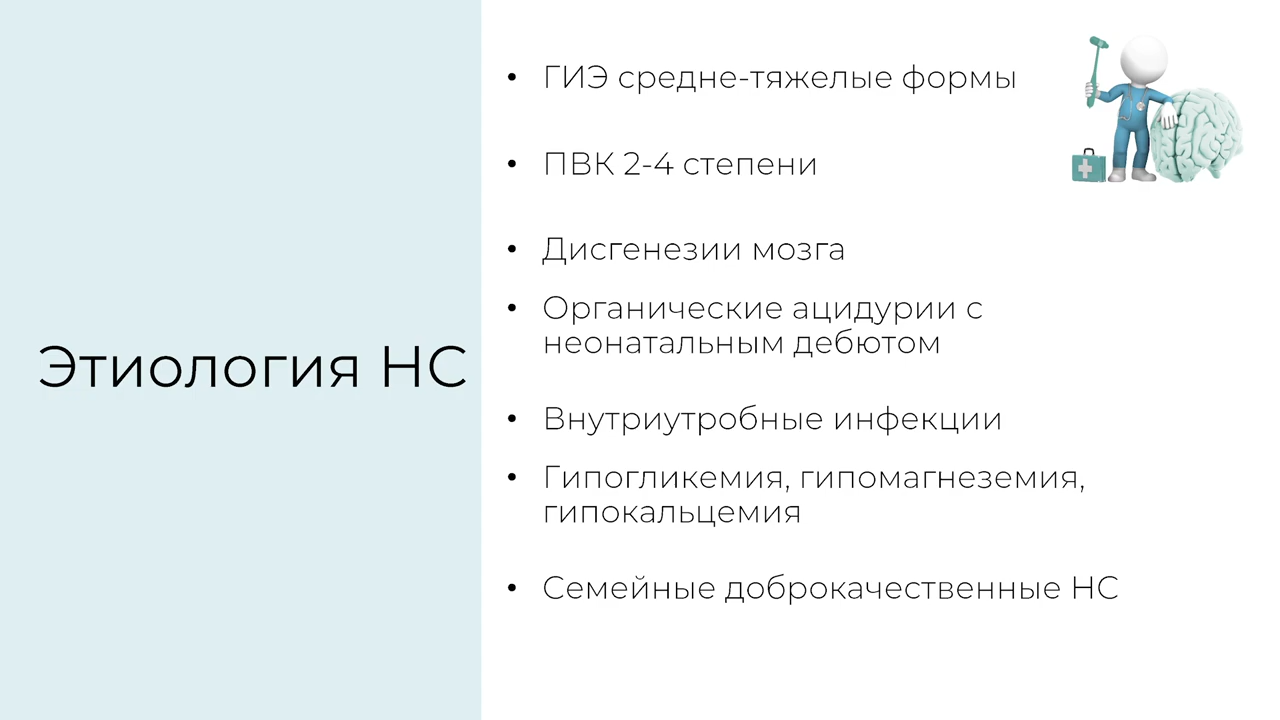 Этиология НС
• ГИЭ средне-тяжелые формы
• ПВК 2-4 степени
• Дисгенезии мозга
• Органические ацидурии с
неонатальным дебютом
• Внутриутробные инфекции
• Гипогликемия, гипомагнеземия,
гипокальцемия
• Семейные доброкачественные НС